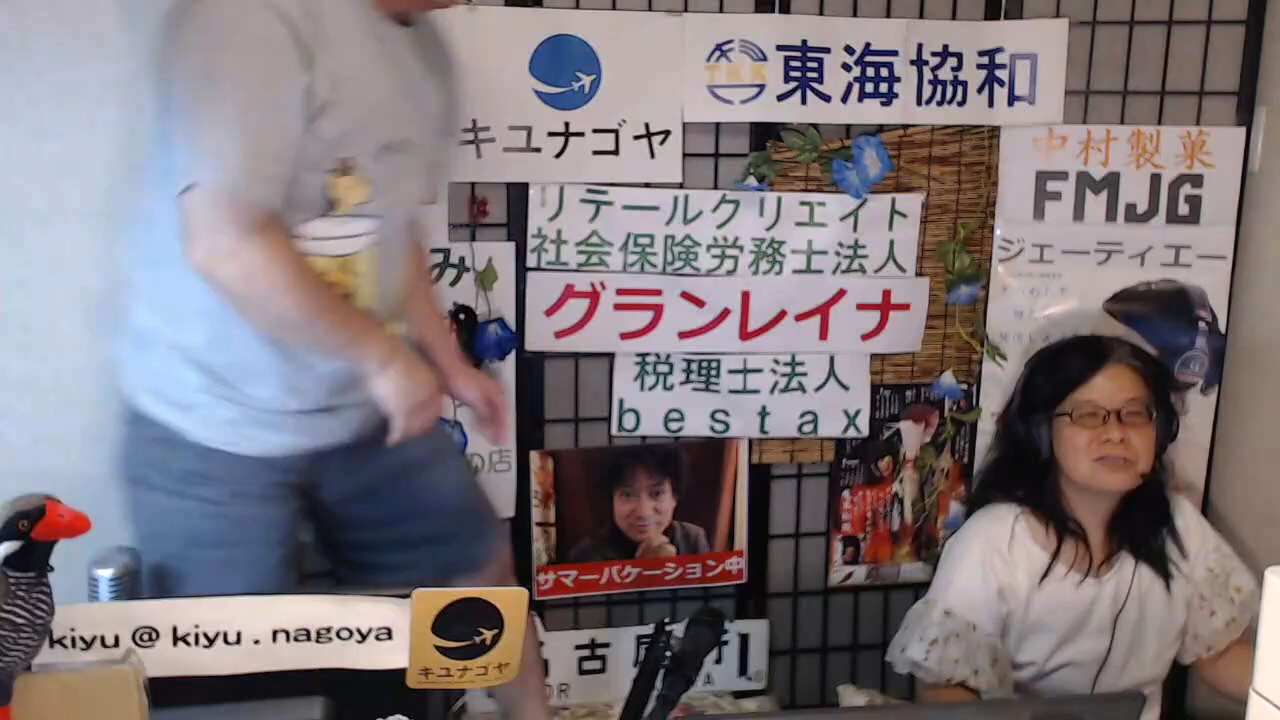 キユナゴヤ
TKK
東海協和
中村製菓
FMJG
ジェーティエー
リテールクリエイト
社会保険労務士法人
グランレイナ
税理士法人
bestax
み
の店
サマーバケーション中
kiyu @ kiyu . nagoya
キユナゴヤ